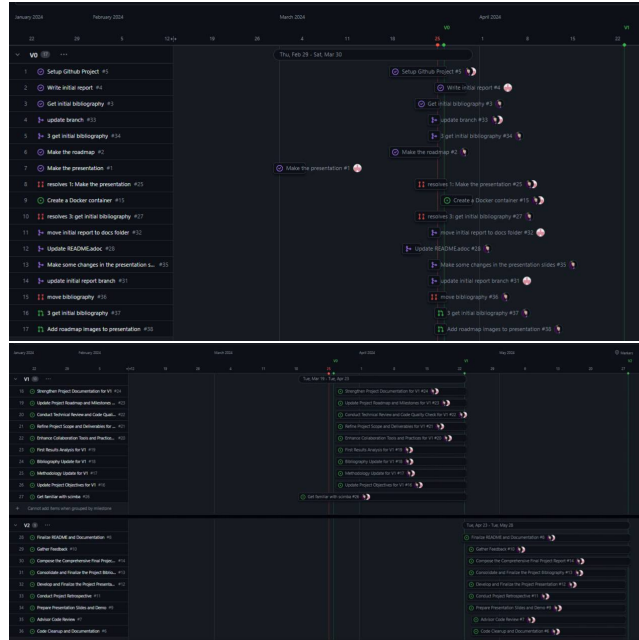 January 2024 February 2024 March 2024 April 2024
V0 V1
22 29 5 12 19 26 4 11 18 25 1 8 15 22
V0 17 Thu, Feb 29 - Sat, Mar 30
1 Setup Github Project #5 Setup Github Project #5
2 Write initial report #4 Write initial report #4
3 Get initial bibliography #3 Get initial bibliography #3
4 update branch #33 update branch #33
5 3 get initial bibliography #34 3 get initial bibliography #34
6 Make the roadmap #2 Make the roadmap #2
7 Make the presentation #1 Make the presentation #1
8 resolves 1: Make the presentation #25 resolves 1: Make the presentation #25
9 Create a Docker container #15 Create a Docker container #15
10 resolves 3: get initial bibliography #27 resolves 3: get initial bibliography #27
11 move initial report to docs folder #32 move initial report to docs folder #32
12 Update README.adoc #28 Update README.adoc #28
13 Make some changes in the presentation s... #35 Make some changes in the presentation slides #35
14 update initial report branch #31 update initial report branch #31
15 move bibliography #36 move bibliography #36
16 3 get initial bibliography #37 3 get initial bibliography #37
17 Add roadmap images to presentation #38 Add roadmap images to presentation #38
January 2024 February 2024 March 2024 April 2024 May 2024 Markers
V1 Tue, Mar 19 - Tue, Apr 23
18 Strengthen Project Documentation for V1 #24 Strengthen Project Documentation for V1 #24
19 Update Project Roadmap and Milestones ... Update Project Roadmap and Milestones for V1
20 Conduct Technical Review and Code Quali... Conduct Technical Review and Code Quality Check for V1
21 Refine Project Scope and Deliverables for ... Refine Project Scope and Deliverables for V1
22 Enhance Collaboration Tools and Practice... Enhance Collaboration Tools and Practices for V1
23 First Results Analysis for V1 First Results Analysis for V1
24 Bibliography Update for V1 Bibliography Update for V1
25 Methodology Update for V1 #17 Methodology Update for V1 #17
26 Update Project Objectives for V1 Update Project Objectives for V1
27 Get familiar with scimba Get familiar with scimba
Cannot add items when grouped by milestone
V2 Tue, Apr 23 - Tue, May 28
28 Finalize README and Documentation Finalize README and Documentation
29 Gather Feedback #10 Gather Feedback #10
30 Compose the Comprehensive Final Projec... #14 Compose the Comprehensive Final Project Report #14
31 Consolidate and Finalize the Project Biblio... #13 Consolidate and Finalize the Project Bibliography #13
32 Develop and Finalize the Project Presenta... #12 Develop and Finalize the Project Presentation #12
33 Conduct Project Retrospective #11 Conduct Project Retrospective #11
34 Prepare Presentation Slides and Demo #9 Prepare Presentation Slides and Demo #9
35 Advisor Code Review #7 Advisor Code Review #7
36 Code Cleanup and Documentation Code Cleanup and Documentation